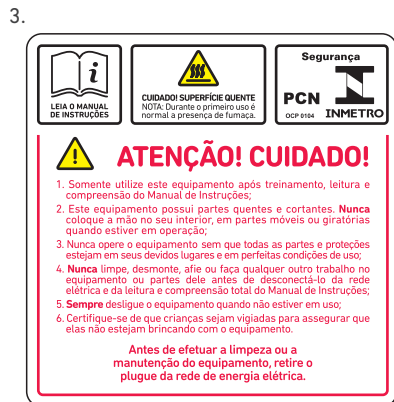 3.
i
LEIA O MANUAL
DE INSTRUÇÕES
CUIDADO! SUPERFÍCIE QUENTE
NOTA: Durante o primeiro uso é
normal a presença de fumaça.
Segurança
PCN
OCP 0104
INMETRO
ATENÇÃO! CUIDADO!
1. Somente utilize este equipamento após treinamento, leitura e
compreensão do Manual de Instruções;
2. Este equipamento possui partes quentes e cortantes. Nunca
coloque a mão no seu interior, em partes móveis ou giratórias
quando estiver em operação;
3. Nunca opere o equipamento sem que todas as partes e proteções
estejam em seus devidos lugares e em perfeitas condições de uso;
4. Nunca limpe, desmonte, afie ou faça qualquer outro trabalho no
equipamento ou partes dele antes de desconectá-lo da rede
elétrica e da leitura e compreensão total do Manual de Instruções;
5. Sempre desligue o equipamento quando não estiver em uso;
6. Certifique-se de que crianças sejam vigiadas para assegurar que
elas não estejam brincando com o equipamento.
Antes de efetuar a limpeza ou a
manutenção do equipamento, retire o
plugue da rede de energia elétrica.